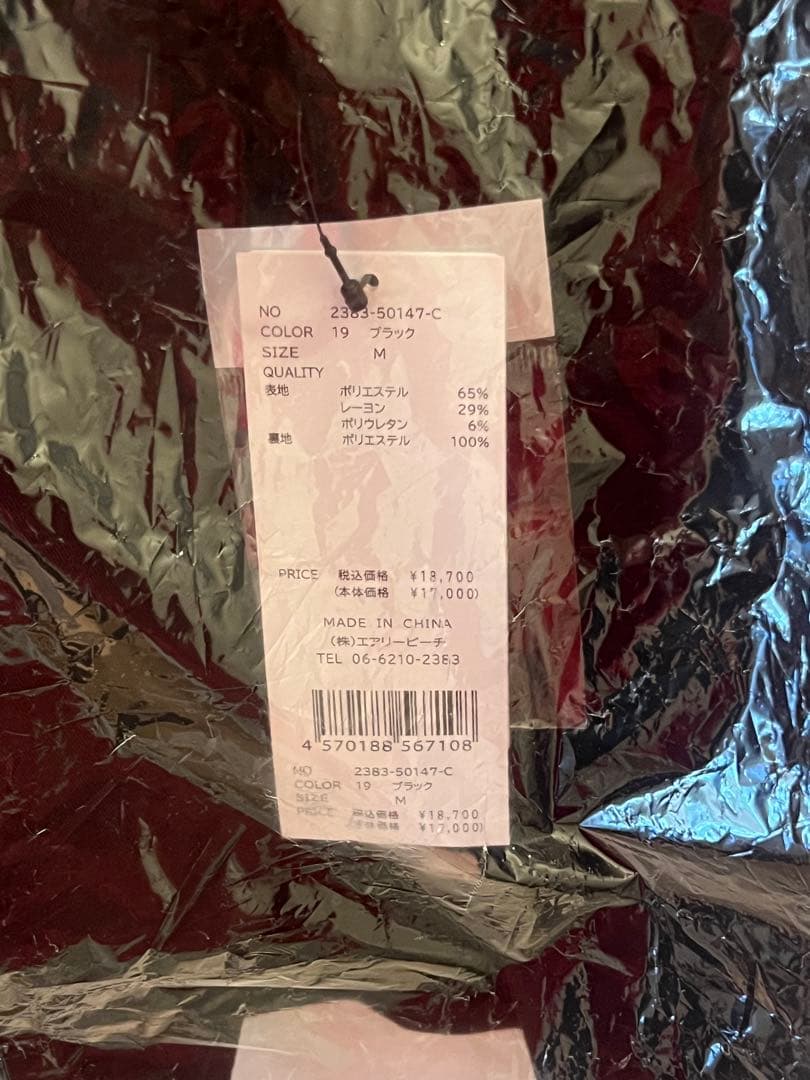 NO 2383-50147-C
COLOR 19 ブラック
SIZE M
QUALITY
表地 ポリエステル 65%
レーヨン 29%
ポリウレタン 6%
裏地 ポリエステル 100%
PRICE 税込価格 ¥18,700
(本体価格 ¥17,000)
MADE IN CHINA
(株)エアリービーチ
TEL 06-6210-2383
4 570188 567108
NO 2383-50147-C
COLOR 19 ブラック
SIZE M
PRICE 税込価格 ¥18,700
(本体価格 ¥17,000)